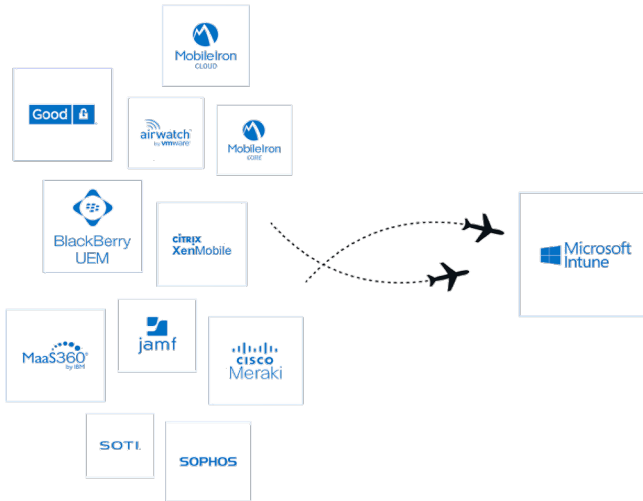 MobileIron
CLOUD
Good
airwatch
by vmware
MobileIron
CORE
BlackBerry
UEM
CITRIX
XenMobile
Microsoft
Intune
MaaS360
by IBM
jamf
CISCO
Meraki
SOTI
SOPHOS